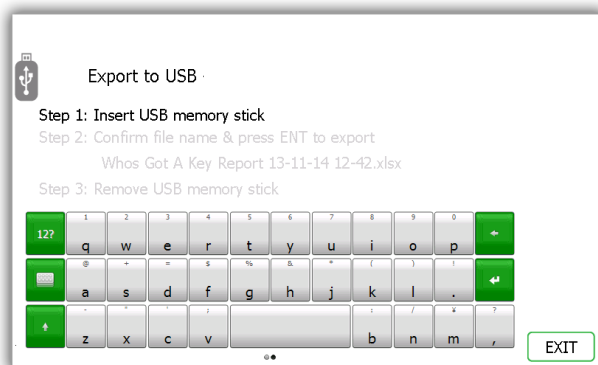 Export to USB
Step 1: Insert USB memory stick
Step 2: Confirm file name & press ENT to export
Whos Got A Key Report 13-11-14 12-42.xlsx
Step 3: Remove USB memory stick
1 2 3 4 5 6 7 8 9 0
12? q w e r t y u i o p
@ + = $ % & * ( ) !
a s d f g h j k l .
- " ' ; : / ¥ ?
z x c v b n m ,
EXIT